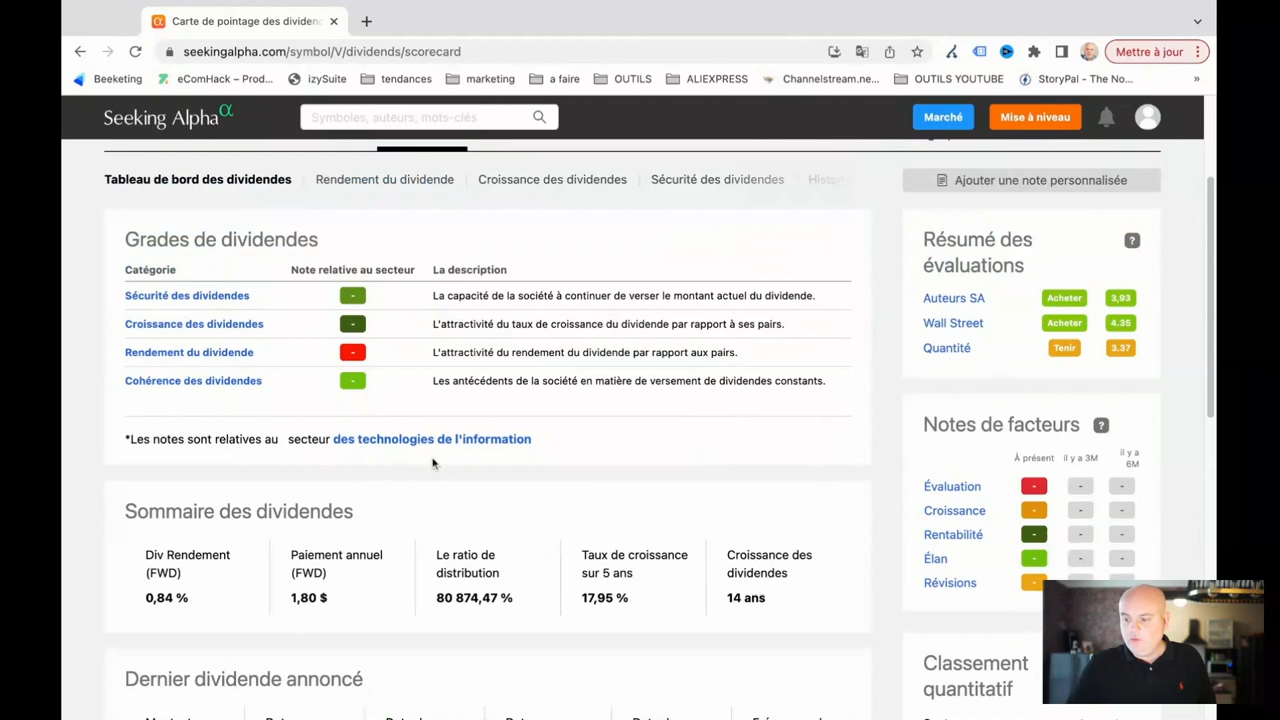 Carte de pointage des dividen
seekingalpha.com/symbol/V/dividends/scorecard
Mettre à jour
Beeketing
eComHack – Prod...
izySuite
tendances
marketing
a faire
OUTILS
ALIEXPRESS
Channelstream.ne...
OUTILS YOUTUBE
StoryPal - The No...
»
Seeking Alpha α
Symboles, auteurs, mots-clés
Marché
Mise à niveau
Tableau de bord des dividendes
Rendement du dividende
Croissance des dividendes
Sécurité des dividendes
Ajouter une note personnalisée
Grades de dividendes
Catégorie Note relative au secteur La description
Sécurité des dividendes - La capacité de la société à continuer de verser le montant actuel du dividende.
Croissance des dividendes - L'attractivité du taux de croissance du dividende par rapport à ses pairs.
Rendement du dividende - L'attractivité du rendement du dividende par rapport aux pairs.
Cohérence des dividendes - Les antécédents de la société en matière de versement de dividendes constants.
*Les notes sont relatives au secteur des technologies de l'information
Sommaire des dividendes
Div Rendement
(FWD)
0,84 %
Paiement annuel
(FWD)
1,80 $
Le ratio de
distribution
80 874,47 %
Taux de croissance
sur 5 ans
17,95 %
Croissance des
dividendes
14 ans
Dernier dividende annoncé
Résumé des
évaluations
?
Auteurs SA Acheter 3,93
Wall Street Acheter 4.35
Quantité Tenir 3.37
Notes de facteurs ?
À présent il y a 3M il y a
6M
Évaluation - - -
Croissance - - -
Rentabilité - - -
Élan - - -
Révisions
Classement
quantitatif